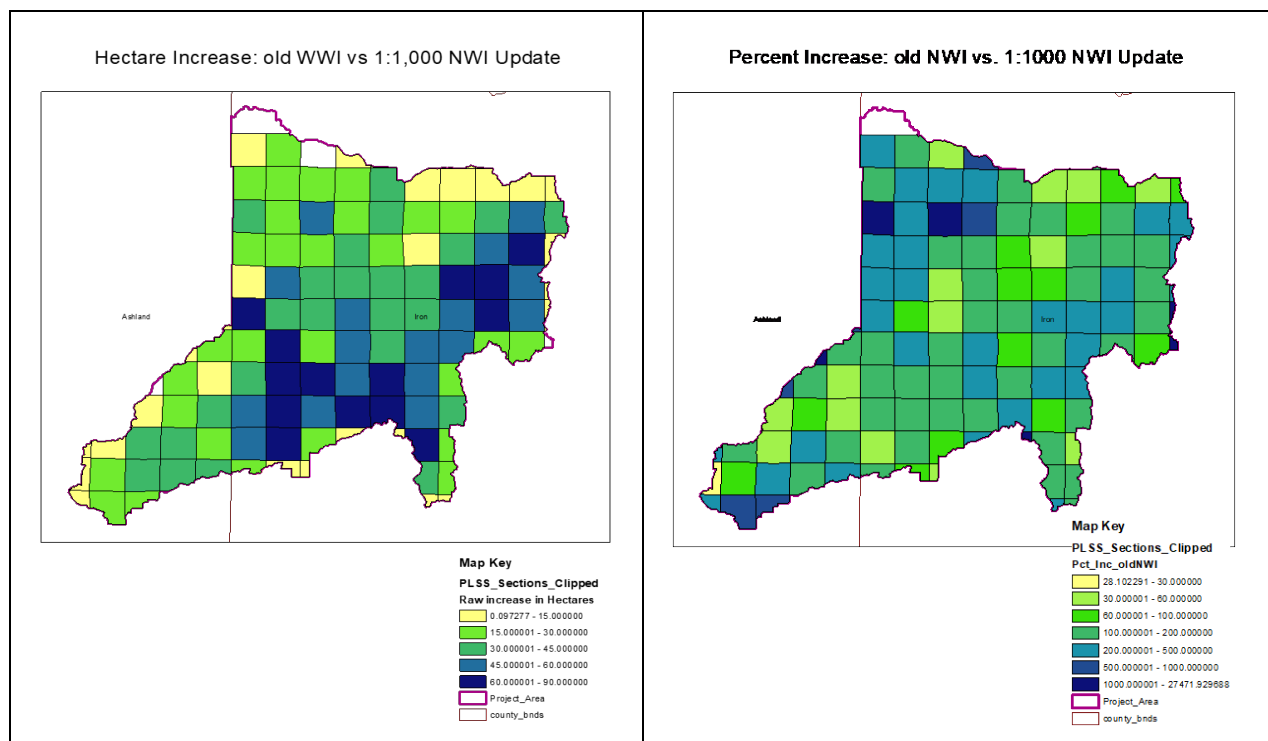 Hectare Increase: old WWI vs 1:1,000 NWI Update
Ashland
Iron
Map Key
PLSS_Sections_Clipped
Raw increase in Hectares
0.097277 - 15.000000
15.000001 - 30.000000
30.000001 - 45.000000
45.000001 - 60.000000
60.000001 - 90.000000
Project_Area
county_bnds
Percent Increase: old NWI vs. 1:1000 NWI Update
Ashland
Iron
Map Key
PLSS_Sections_Clipped
Pct_Inc_oldNWI
28.102291 - 30.000000
30.000001 - 60.000000
60.000001 - 100.000000
100.000001 - 200.000000
200.000001 - 500.000000
500.000001 - 1000.000000
1000.000001 - 27471.929688
Project_Area
county_bnds